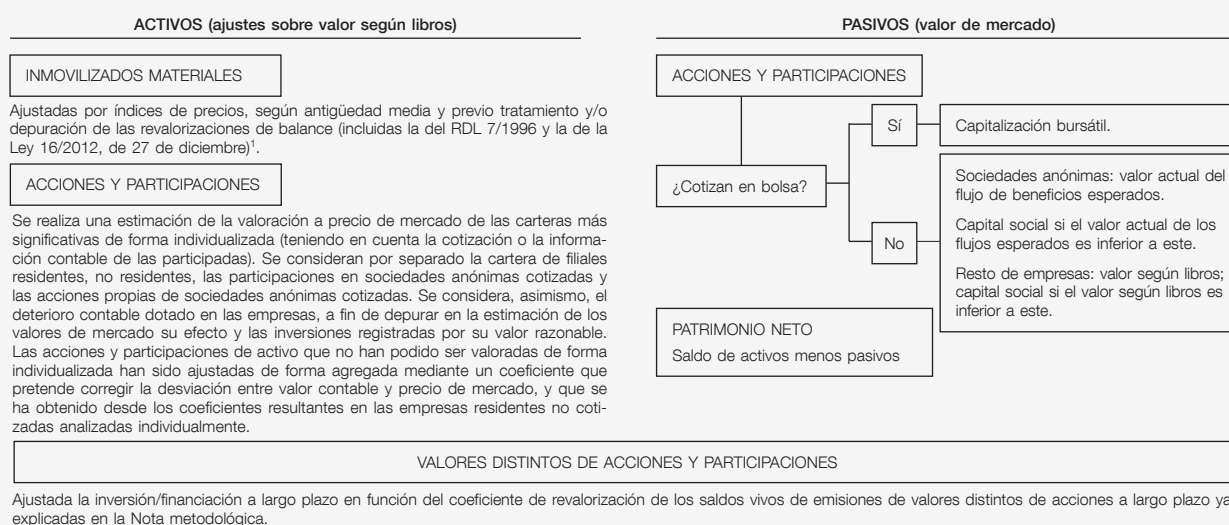 ACTIVOS (ajustes sobre valor según libros)
INMOVILIZADOS MATERIALES
Ajustadas por índices de precios, según antigüedad media y previo tratamiento y/o
depuración de las revalorizaciones de balance (incluidas la del RDL 7/1996 y la de la
Ley 16/2012, de 27 de diciembre)¹.
ACCIONES Y PARTICIPACIONES
Se realiza una estimación de la valoración a precio de mercado de las carteras más
significativas de forma individualizada (teniendo en cuenta la cotización o la informa-
ción contable de las participadas). Se consideran por separado la cartera de filiales
residentes, no residentes, las participaciones en sociedades anónimas cotizadas y
las acciones propias de sociedades anónimas cotizadas. Se considera, asimismo, el
deterioro contable dotado en las empresas, a fin de depurar en la estimación de los
valores de mercado su efecto y las inversiones registradas por su valor razonable.
Las acciones y participaciones de activo que no han podido ser valoradas de forma
individualizada han sido ajustadas de forma agregada mediante un coeficiente que
pretende corregir la desviación entre valor contable y precio de mercado, y que se
ha obtenido desde los coeficientes resultantes en las empresas residentes no coti-
zadas analizadas individualmente.
PASIVOS (valor de mercado)
ACCIONES Y PARTICIPACIONES
¿Cotizan en bolsa?
Sí
Capitalización bursátil.
No
Sociedades anónimas: valor actual del
flujo de beneficios esperados.
Capital social si el valor actual de los
flujos esperados es inferior a este.
Resto de empresas: valor según libros;
capital social si el valor según libros es
inferior a este.
PATRIMONIO NETO
Saldo de activos menos pasivos
VALORES DISTINTOS DE ACCIONES Y PARTICIPACIONES
Ajustada la inversión/financiación a largo plazo en función del coeficiente de revalorización de los saldos vivos de emisiones de valores distintos de acciones a largo plazo ya
explicadas en la Nota metodológica.